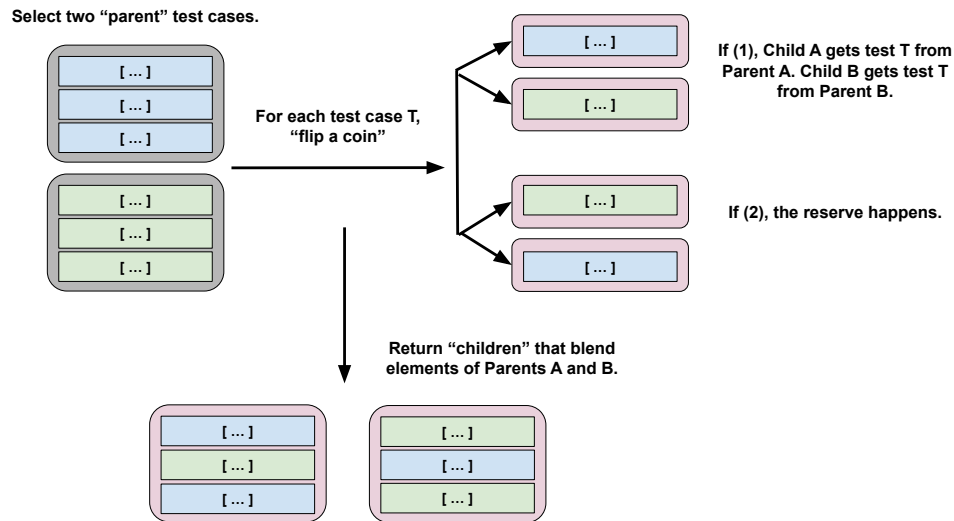 Select two “parent” test cases.
[ ... ]
[ ... ]
[ ... ]
[ ... ]
[ ... ]
[ ... ]
For each test case T,
“flip a coin”
[ ... ]
[ ... ]
If (1), Child A gets test T from
Parent A. Child B gets test T
from Parent B.
[ ... ]
[ ... ]
If (2), the reserve happens.
Return “children” that blend
elements of Parents A and B.
[ ... ]
[ ... ]
[ ... ]
[ ... ]
[ ... ]
[ ... ]